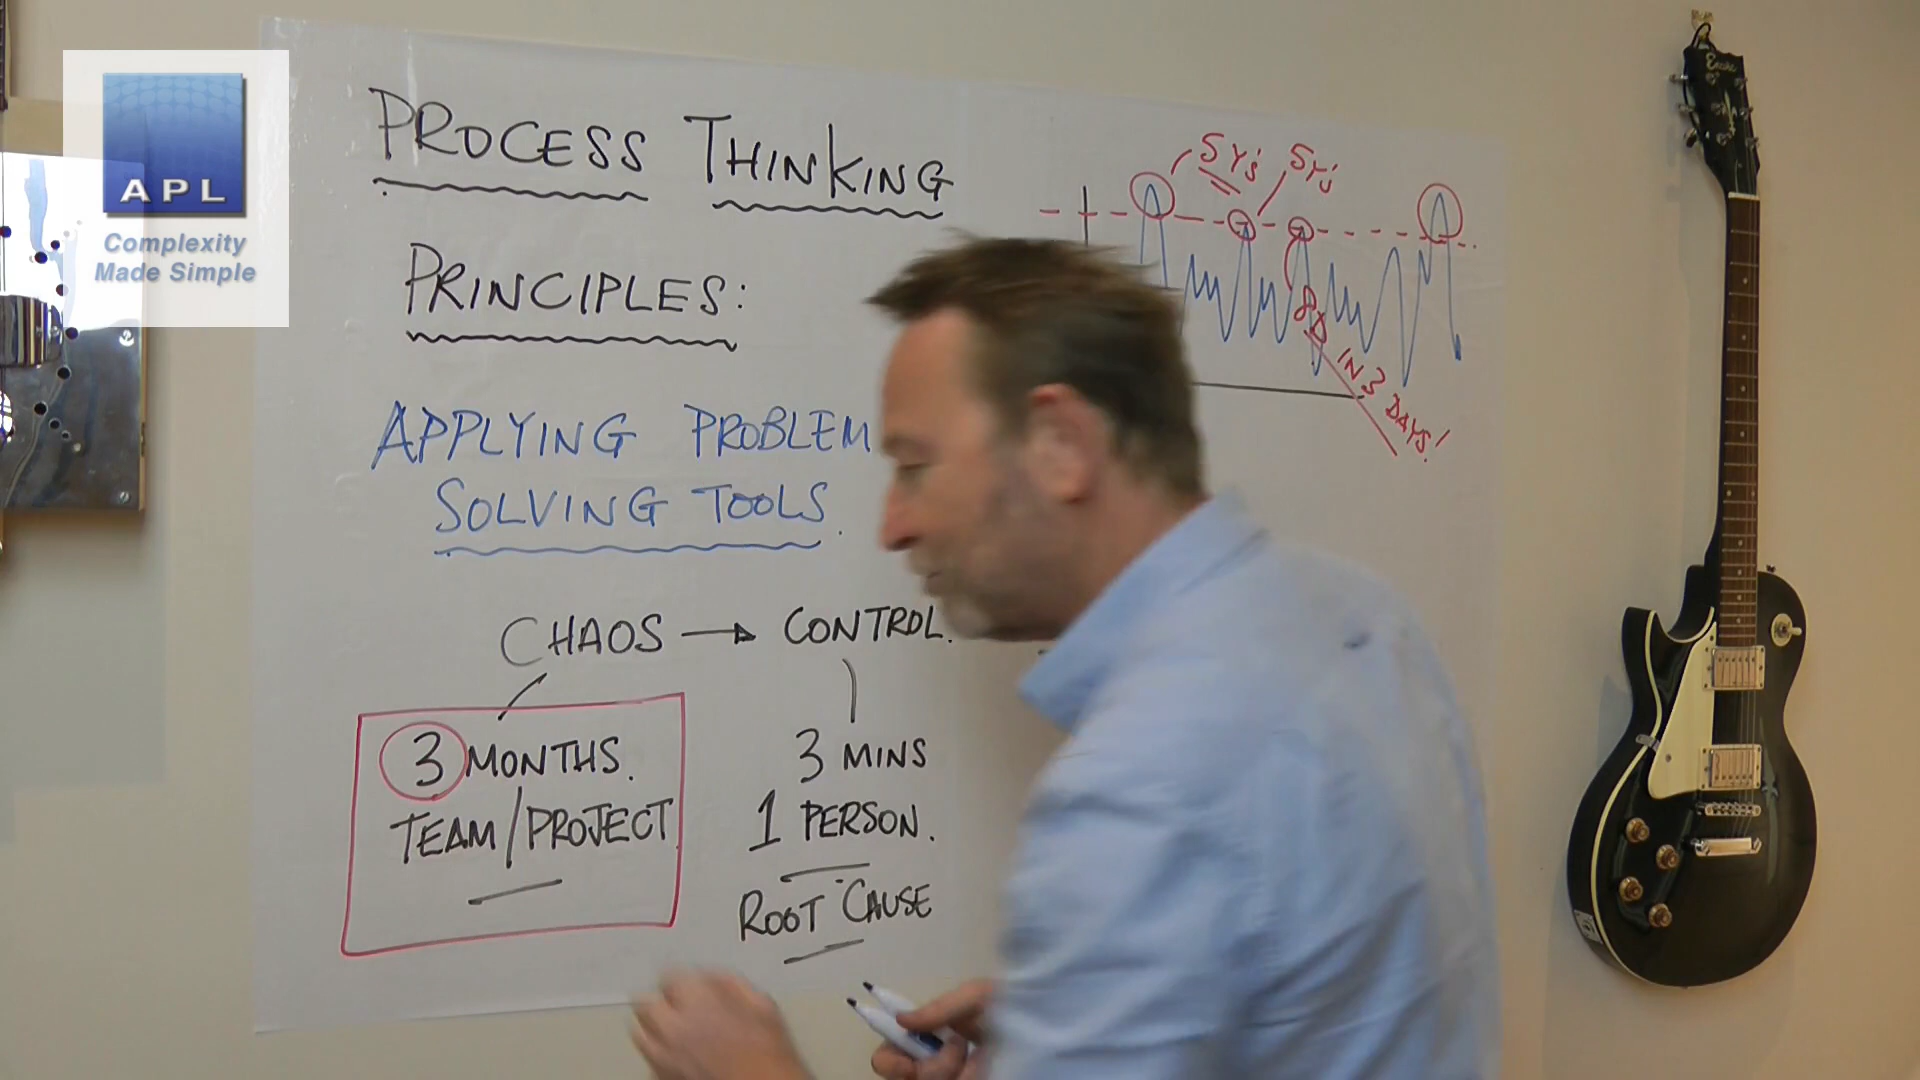 APL
Complexity
Made Simple
PROCESS THINKING
PRINCIPLES:
APPLYING PROBLEM
SOLVING TOOLS.
CHAOS → CONTROL.
3 MONTHS.
TEAM/PROJECT
3 MINS
1 PERSON.
ROOT CAUSE
5Y's
5Y's
8D IN 3 DAYS!